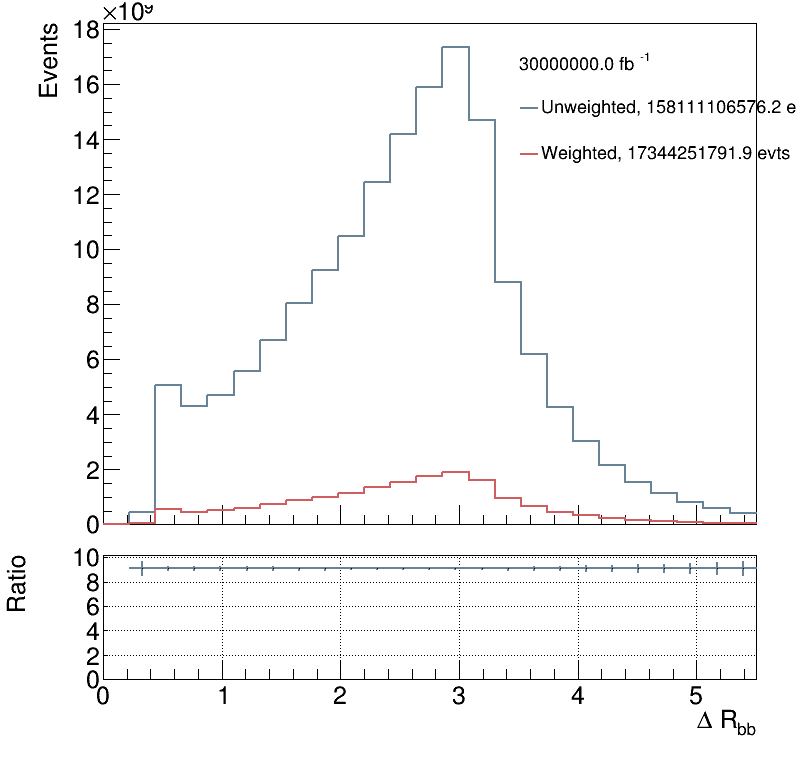 ×10⁹
Events
18
16
14
12
10
8
6
4
2
0
30000000.0 fb ⁻¹
Unweighted, 158111106576.2 e
Weighted, 17344251791.9 evts
Ratio
10
8
6
4
2
0
0 1 2 3 4 5
Δ R_bb